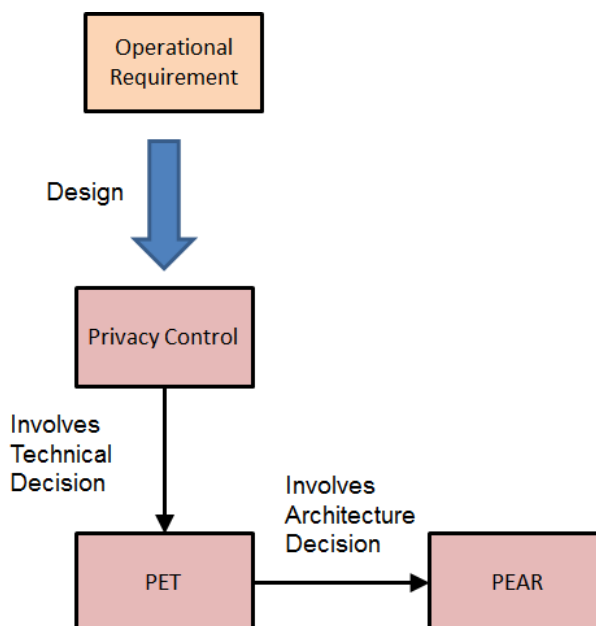 Operational
Requirement
Design
Privacy Control
Involves
Technical
Decision
Involves
Architecture
Decision
PET
PEAR